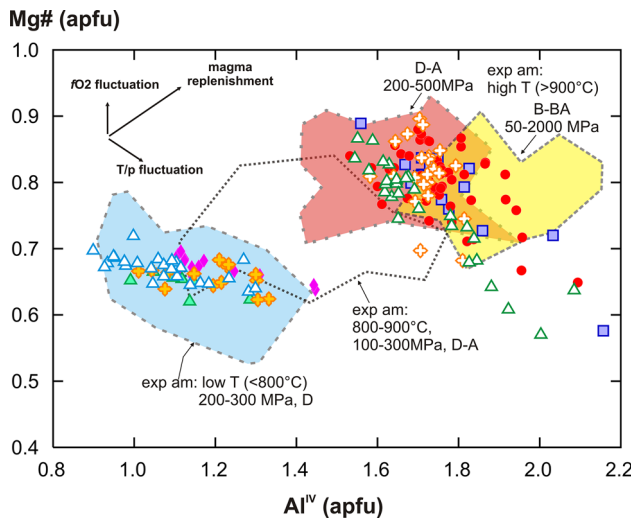 Mg# (apfu)
1.0
0.9
0.8
0.7
0.6
0.5
0.4
magma
replenishment
fO2 fluctuation
T/p fluctuation
D-A
200-500MPa
exp am:
high T (>900°C)
B-BA
50-2000 MPa
exp am:
800-900°C,
100-300MPa, D-A
exp am: low T (<800°C)
200-300 MPa, D
0.8
1.0
1.2
1.4
1.6
1.8
2.0
2.2
Al^IV (apfu)